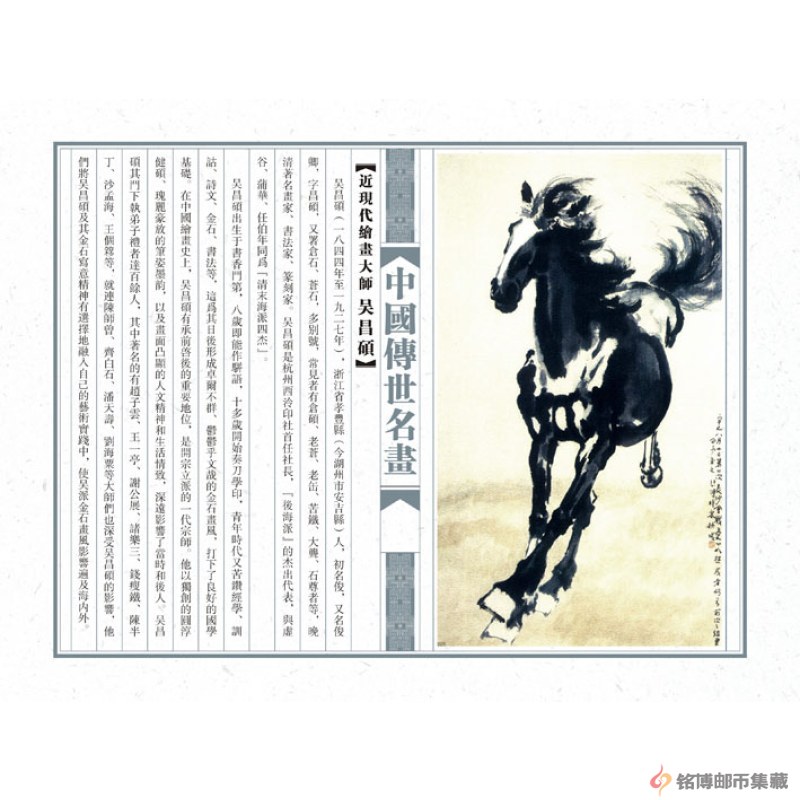 中國傳世名畫
【近現代繪畫大師 吴昌碩】
吴昌碩(一八四四年至一九二七年),浙江省孝豐縣(今湖州市安吉縣)人,初名俊,又名俊
卿,字昌碩,又署倉石、蒼石,多别號,常見者有倉碩、老蒼、老缶、苦鐵、大聾、石尊者等,晚
清著名畫家、書法家、篆刻家,吴昌碩是杭州西泠印社首任社長,『後海派』的杰出代表,與虚
谷、蒲華、任伯年同爲『清末海派四杰』。
吴昌碩出生于書香門第,八歲即能作駢語,十多歲開始奏刀學印,青年時代又苦鑽經學、訓
詁、詩文、金石、書法等,這爲其日後形成卓爾不群、鬱鬱乎文哉的金石畫風,打下了良好的國學
基礎。在中國繪畫史上,吴昌碩有承前啓後的重要地位,是開宗立派的一代宗師。他以獨創的圓渟
健碩、瑰麗豪放的筆姿墨韵,以及畫面凸顯的人文精神和生活情致,深遠影響了當時和後人。吴昌
碩其門下執弟子禮者達百餘人,其中著名的有趙子雲、王一亭、謝公展、諸樂三、錢瘦鐵、陳半
丁、沙孟海、王個簃等,就連陳師曾、齊白石、潘天壽、劉海粟等大師們也深受吴昌碩的影響,他
們將吴昌碩及其金石寫意精神有選擇地融入自己的藝術實踐中,使吴派金石畫風影響遍及海内外。
铭博邮币集藏